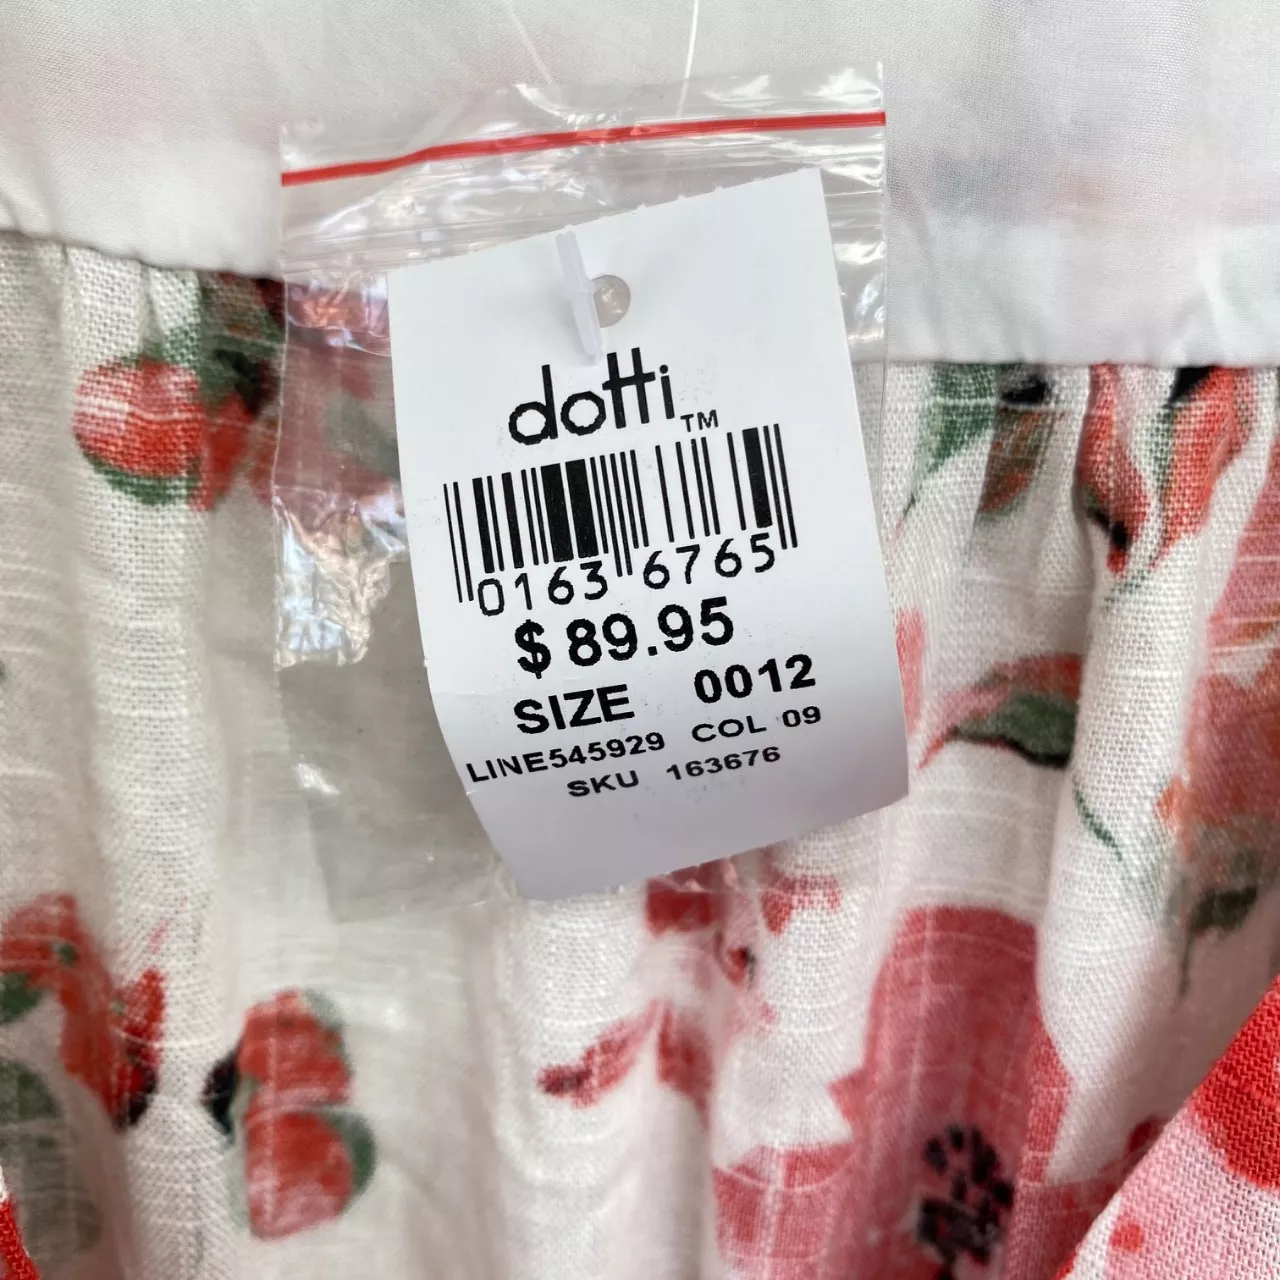 dotti™
0163 6765
$ 89.95
SIZE 0012
LINE545929 COL 09
SKU 163676